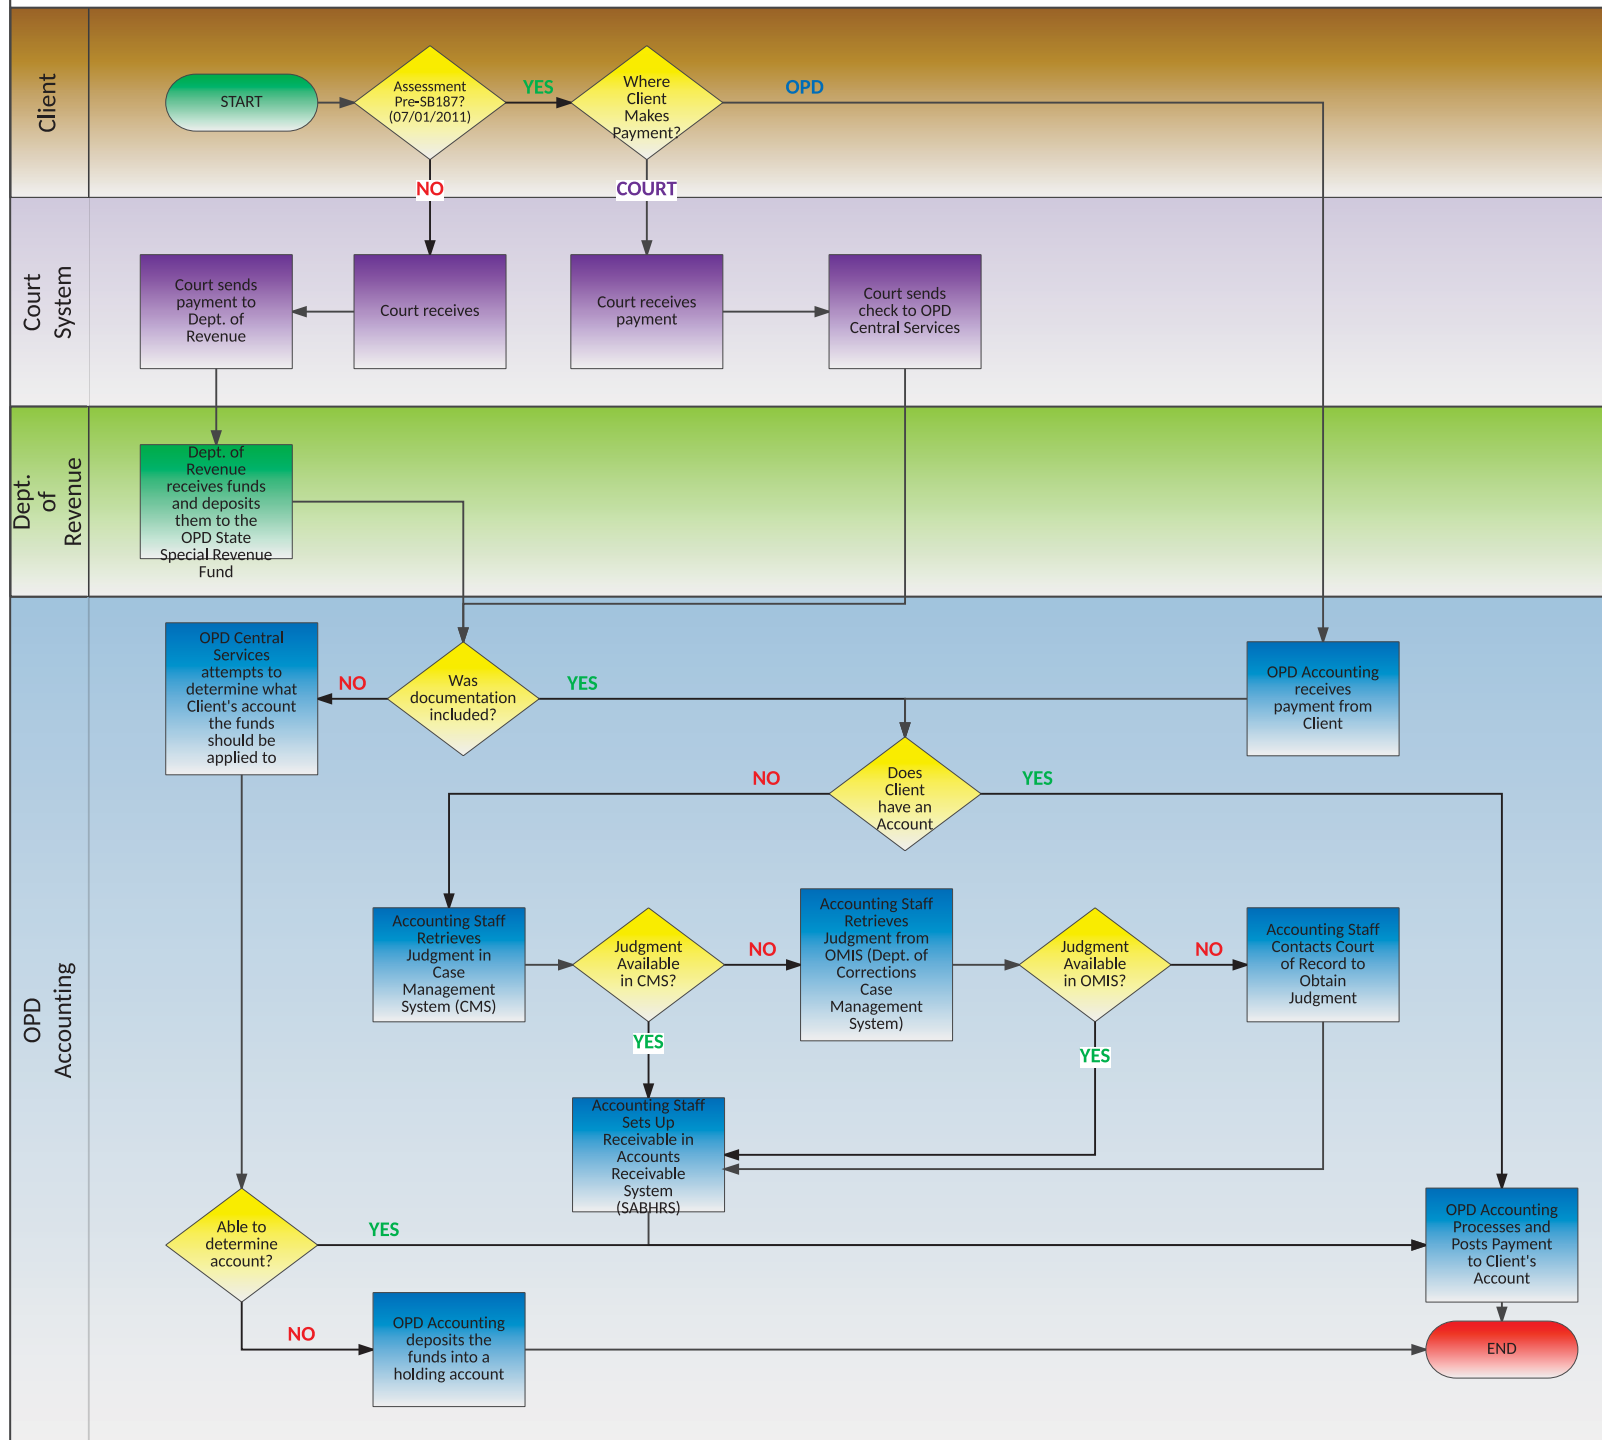 Client
START
Assessment
Pre-SB187?
(07/01/2011)
YES
Where
Client
Makes
Payment?
OPD
NO
COURT
Court
System
Court sends
payment to
Dept. of
Revenue
Court receives
Court receives
payment
Court sends
check to OPD
Central Services
Dept.
of
Revenue
Dept. of
Revenue
receives funds
and deposits
them to the
OPD State
Special Revenue
Fund
OPD
Accounting
OPD Central
Services
attempts to
determine what
Client's account
the funds
should be
applied to
NO
Was
documentation
included?
YES
OPD Accounting
receives
payment from
Client
NO
Does
Client
have an
Account
YES
Accounting Staff
Retrieves
Judgment in
Case
Management
System (CMS)
Judgment
Available
in CMS?
NO
Accounting Staff
Retrieves
Judgment from
OMIS (Dept. of
Corrections
Case
Management
System)
Judgment
Available
in OMIS?
NO
Accounting Staff
Contacts Court
of Record to
Obtain
Judgment
YES
YES
Accounting Staff
Sets Up
Receivable in
Accounts
Receivable
System
(SABHRS)
Able to
determine
account?
YES
OPD Accounting
Processes and
Posts Payment
to Client's
Account
NO
OPD Accounting
deposits the
funds into a
holding account
END